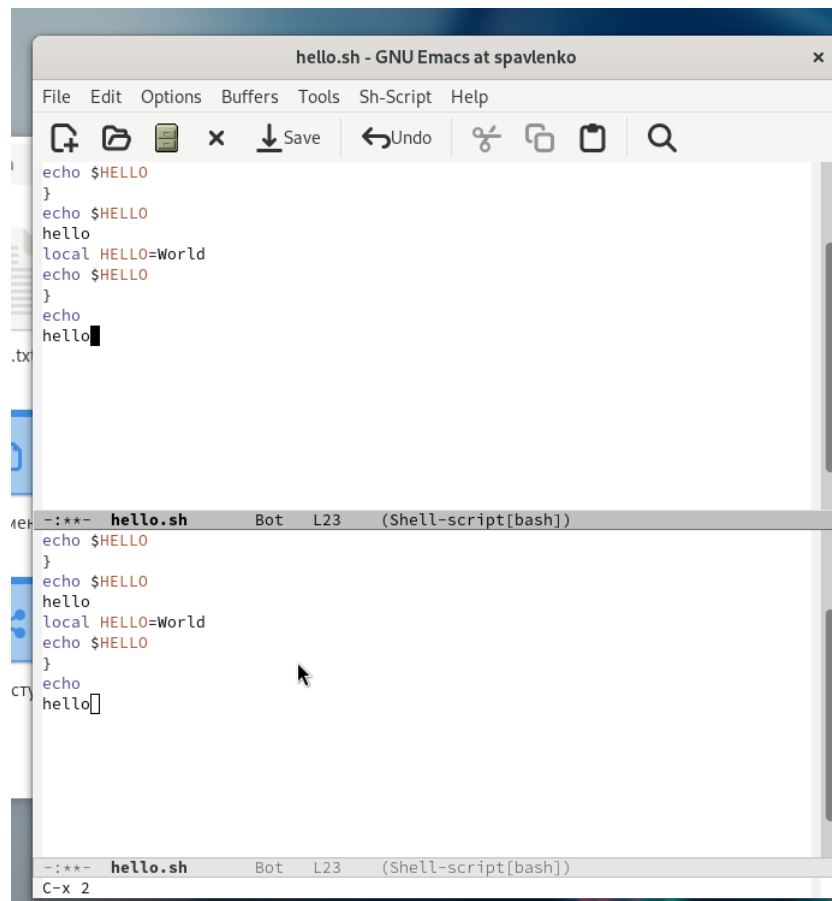 hello.sh - GNU Emacs at spavlenko
File Edit Options Buffers Tools Sh-Script Help
Save Undo
echo $HELLO
}
echo $HELLO
hello
local HELLO=World
echo $HELLO
}
echo
hello
-:**- hello.sh Bot L23 (Shell-script[bash])
echo $HELLO
}
echo $HELLO
hello
local HELLO=World
echo $HELLO
}
echo
hello
-:**- hello.sh Bot L23 (Shell-script[bash])
C-x 2
.tx